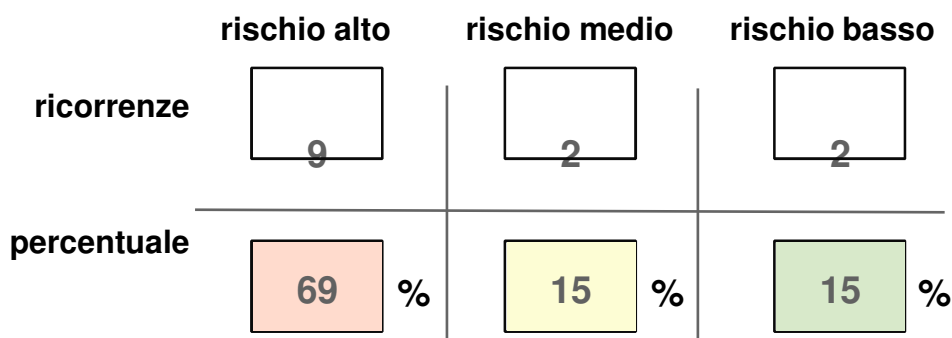 rischio alto rischio medio rischio basso
ricorrenze
9 2 2
percentuale
69 % 15 % 15 %